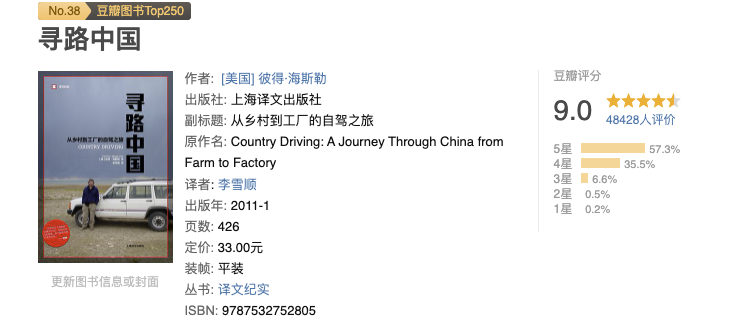 No.38 豆瓣图书Top250
寻路中国
寻路中国
从乡村到工厂的自驾之旅
COUNTRY DRIVING
作者: [美国] 彼得·海斯勒
出版社: 上海译文出版社
副标题: 从乡村到工厂的自驾之旅
原作名: Country Driving: A Journey Through China from
Farm to Factory
译者: 李雪顺
出版年: 2011-1
页数: 426
定价: 33.00元
装帧: 平装
丛书: 译文纪实
ISBN: 9787532752805
更新图书信息或封面
豆瓣评分
9.0
48428人评价
5星 57.3%
4星 35.5%
3星 6.6%
2星 0.5%
1星 0.2%